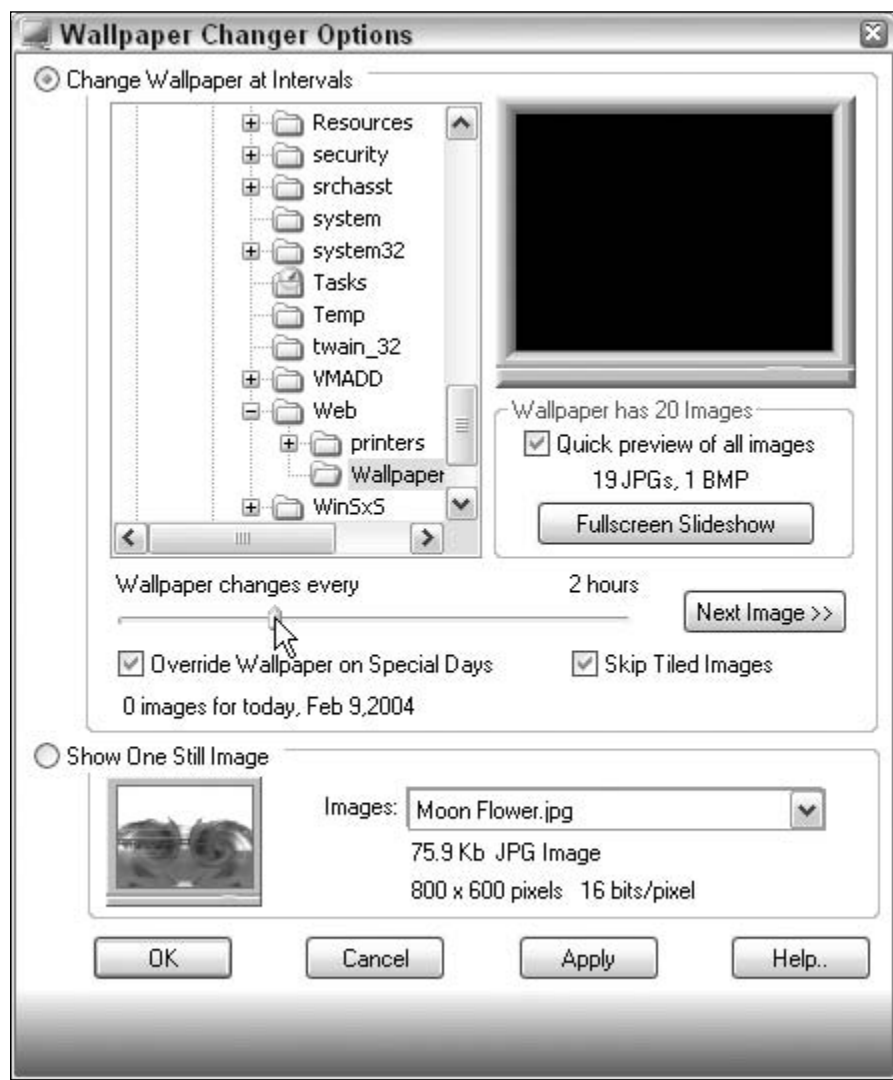 Wallpaper Changer Options
Change Wallpaper at Intervals
Resources
security
srchasst
system
system32
Tasks
Temp
twain_32
VMADD
Web
printers
Wallpaper
WinSxS
Wallpaper has 20 Images
Quick preview of all images
19 JPGs, 1 BMP
Fullscreen Slideshow
Wallpaper changes every 2 hours
Next Image >>
Override Wallpaper on Special Days
Skip Tiled Images
0 images for today, Feb 9,2004
Show One Still Image
Images: Moon Flower.jpg
75.9 Kb JPG Image
800 x 600 pixels 16 bits/pixel
OK
Cancel
Apply
Help..